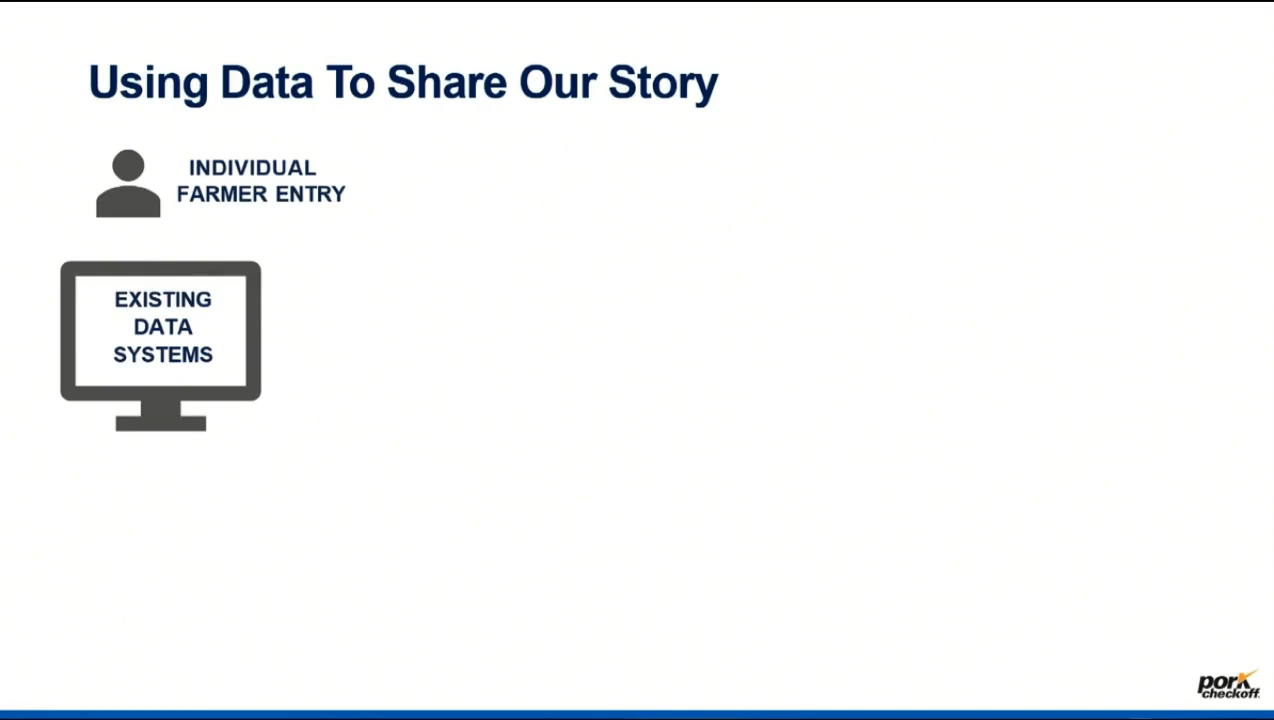 Using Data To Share Our Story
INDIVIDUAL
FARMER ENTRY
EXISTING
DATA
SYSTEMS
pork
checkoff